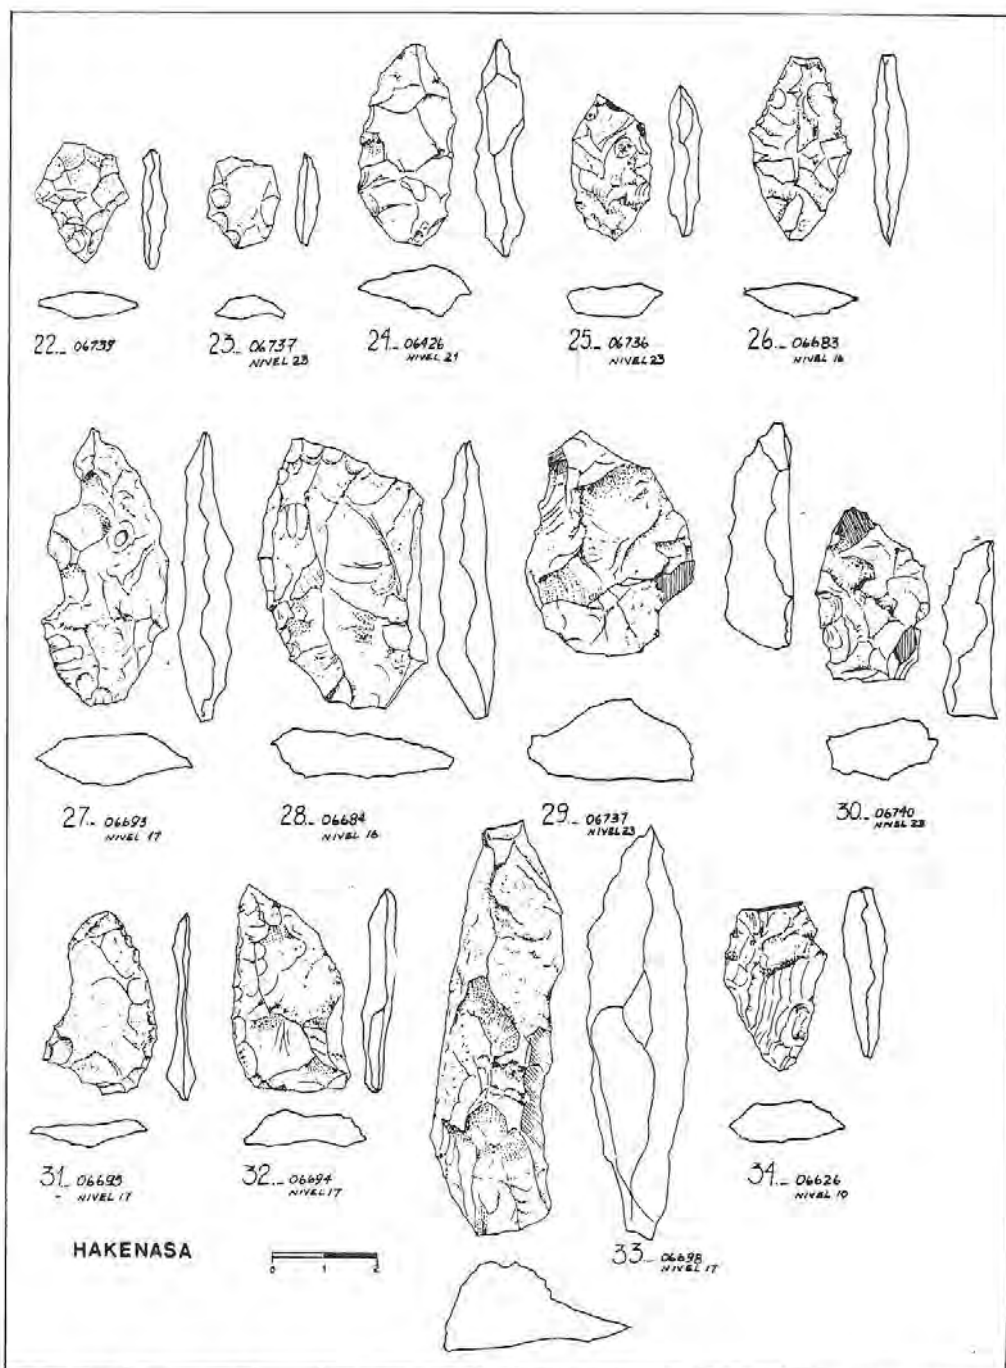 22._ 06739
23._ 06737
NIVEL 23
24._ 06426
NIVEL 21
25._ 06736
NIVEL 23
26._ 06683
NIVEL 16
27._ 06693
NIVEL 17
28._ 06684
NIVEL 16
29._ 06737
NIVEL 23
30._ 06740
NIVEL 23
31._ 06695
NIVEL 17
32._ 06694
NIVEL 17
33._ 06698
NIVEL 17
34._ 06626
NIVEL 10
HAKENASA
0 1 2